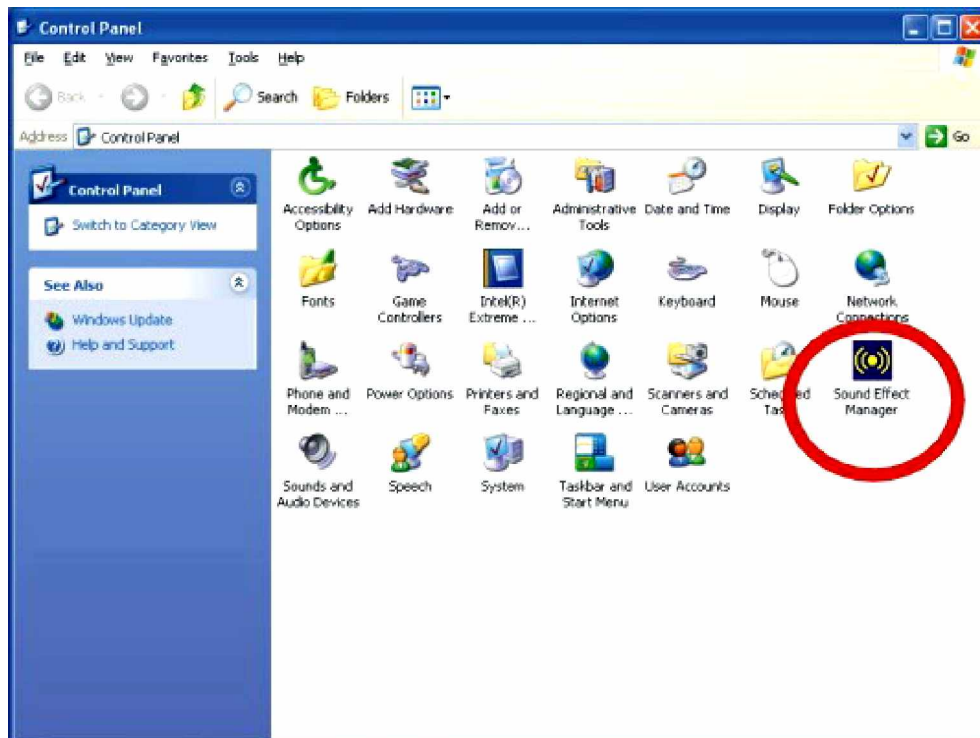 Control Panel
File Edit View Favorites Tools Help
Back Search Folders
Address Control Panel Go
Control Panel
Switch to Category View
See Also
Windows Update
Help and Support
Accessibility Options
Add Hardware
Add or Remov...
Administrative Tools
Date and Time
Display
Folder Options
Fonts
Game Controllers
Intel(R) Extreme ...
Internet Options
Keyboard
Mouse
Network Connections
Phone and Modem ...
Power Options
Printers and Faxes
Regional and Language ...
Scanners and Cameras
Scheduled Tasks
Sound Effect Manager
Sounds and Audio Devices
Speech
System
Taskbar and Start Menu
User Accounts